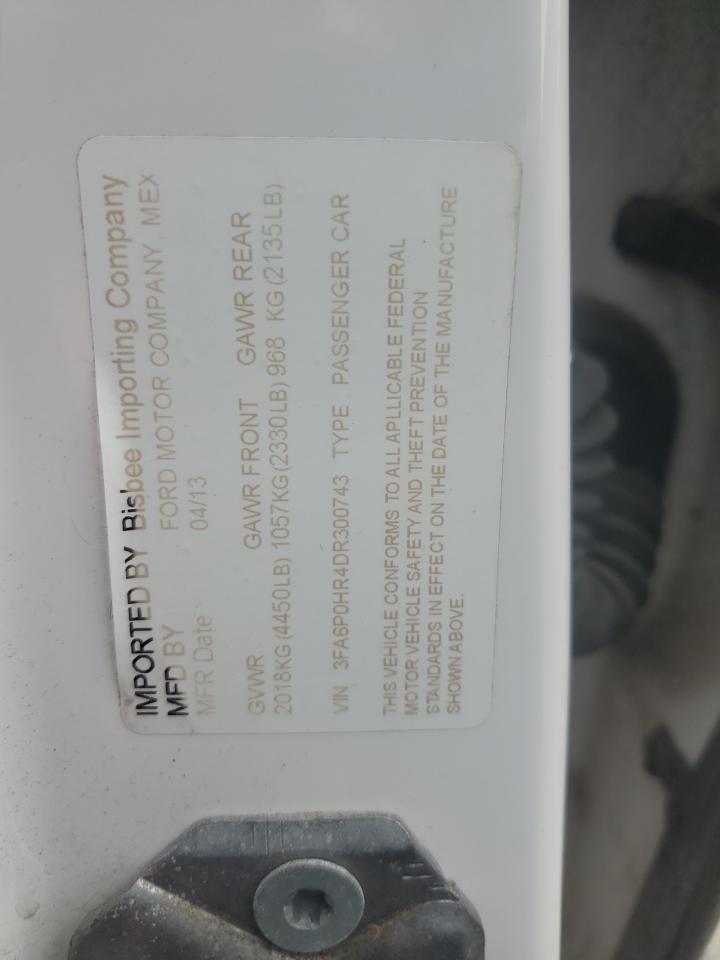 IMPORTED BY Bisbee Importing Company
MFD BY FORD MOTOR COMPANY, MEX
MFR Date 04/13
GVWR GAWR FRONT GAWR REAR
2018KG (4450LB) 1057KG (2330LB) 968 KG (2135LB)
VIN 3FA6P0HR4DR300743 TYPE PASSENGER CAR
THIS VEHICLE CONFORMS TO ALL APLLICABLE FEDERAL
MOTOR VEHICLE SAFETY AND THEFT PREVENTION
STANDARDS IN EFFECT ON THE DATE OF THE MANUFACTURE
SHOWN ABOVE.